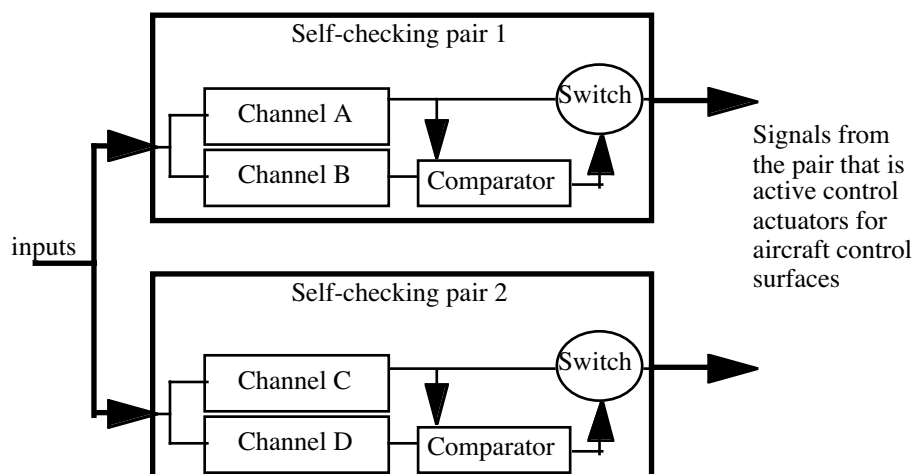 Self-checking pair 1
Channel A
Switch
Channel B
Comparator
Signals from
the pair that is
active control
actuators for
aircraft control
surfaces
inputs
Self-checking pair 2
Channel C
Switch
Channel D
Comparator